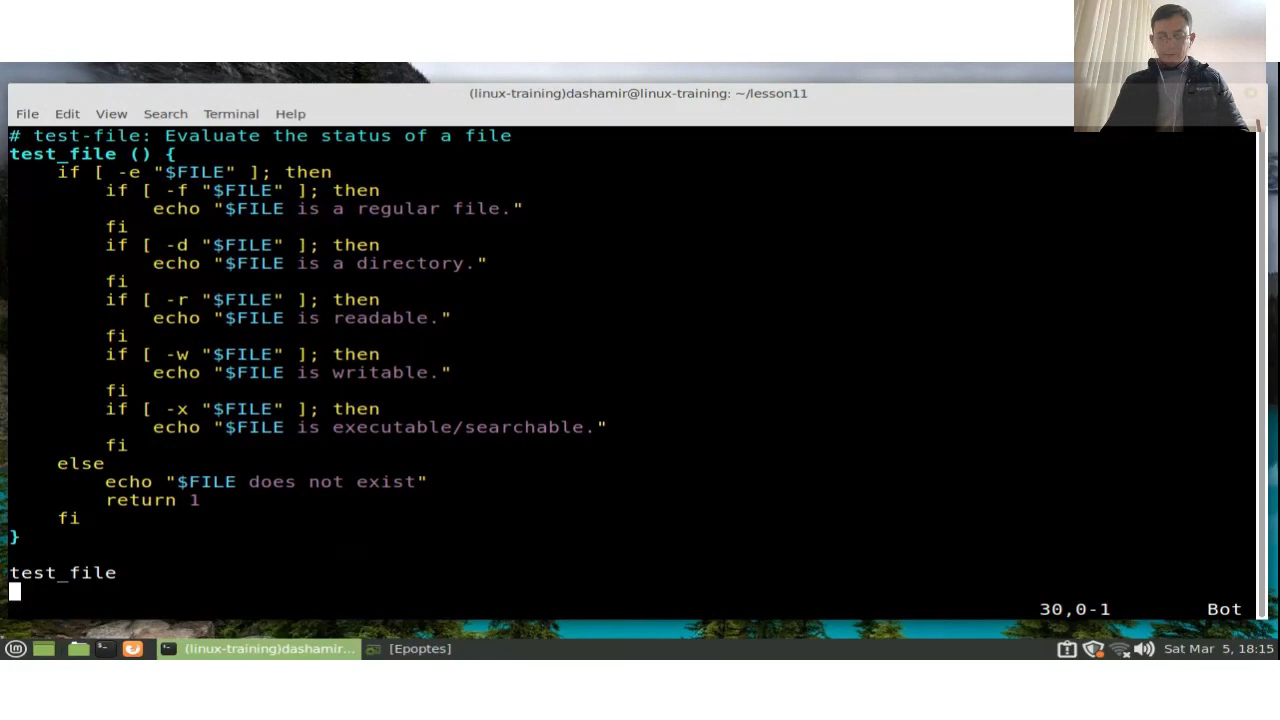 (linux-training)dashamir@linux-training: ~/lesson11
File Edit View Search Terminal Help
# test-file: Evaluate the status of a file
test_file () {
    if [ -e "$FILE" ]; then
        if [ -f "$FILE" ]; then
            echo "$FILE is a regular file."
        fi
        if [ -d "$FILE" ]; then
            echo "$FILE is a directory."
        fi
        if [ -r "$FILE" ]; then
            echo "$FILE is readable."
        fi
        if [ -w "$FILE" ]; then
            echo "$FILE is writable."
        fi
        if [ -x "$FILE" ]; then
            echo "$FILE is executable/searchable."
        fi
    else
        echo "$FILE does not exist"
        return 1
    fi
}
test_file
30,0-1 Bot
(linux-training)dashamir... [Epoptes] Sat Mar 5, 18:15